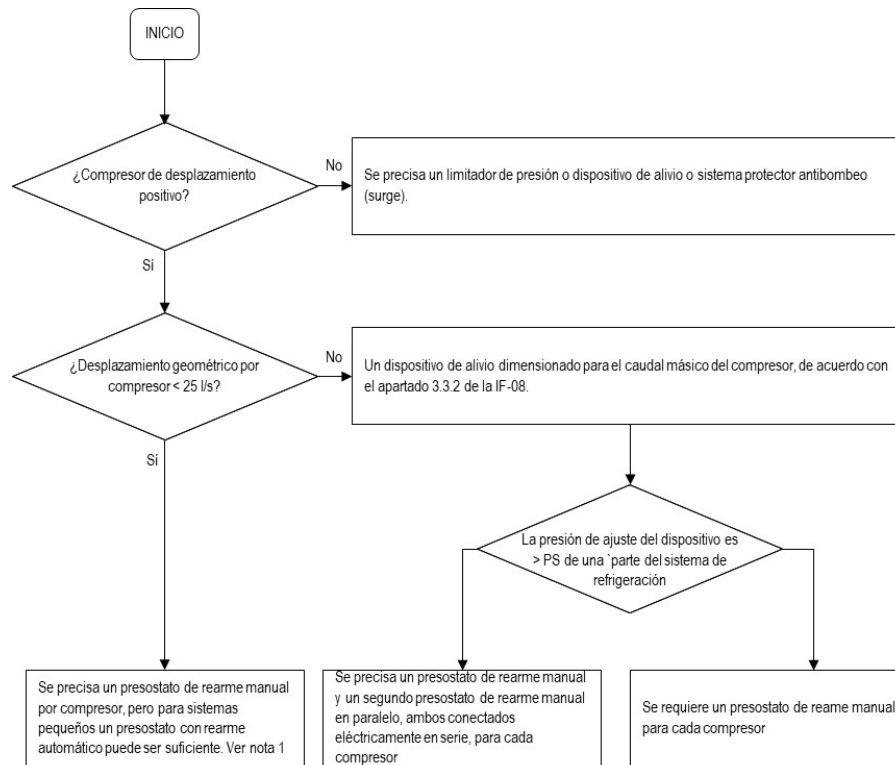 INICIO
¿Compresor de desplazamiento
positivo?
No
Se precisa un limitador de presión o dispositivo de alivio o sistema protector antibombeo
(surge).
Sí
¿Desplazamiento geométrico por
compresor < 25 l/s?
No
Un dispositivo de alivio dimensionado para el caudal másico del compresor, de acuerdo con
el apartado 3.3.2 de la IF-08.
Sí
La presión de ajuste del dispositivo es
> PS de una `parte del sistema de
refrigeración
Se precisa un presostato de rearme manual
por compresor, pero para sistemas
pequeños un presostato con rearme
automático puede ser suficiente. Ver nota 1
Se precisa un presostato de rearme manual
y un segundo presostato de rearme manual
en paralelo, ambos conectados
eléctricamente en serie, para cada
compresor
Se requiere un presostato de reame manual
para cada compresor